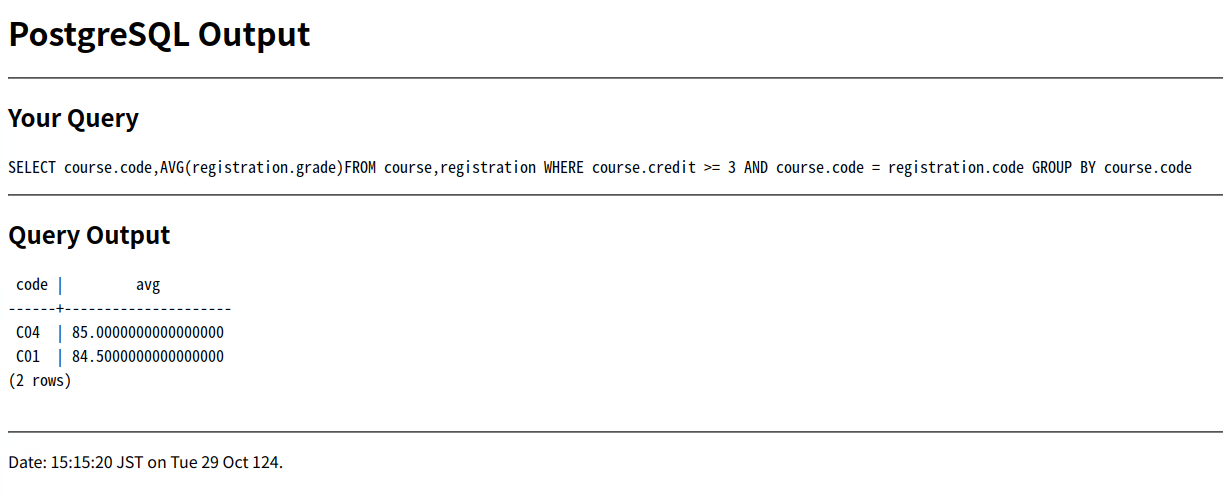 PostgreSQL Output
Your Query
SELECT course.code,AVG(registration.grade)FROM course,registration WHERE course.credit >= 3 AND course.code = registration.code GROUP BY course.code
Query Output
 code |         avg
------+---------------------
 C04  | 85.0000000000000000
 C01  | 84.5000000000000000
(2 rows)
Date: 15:15:20 JST on Tue 29 Oct 124.